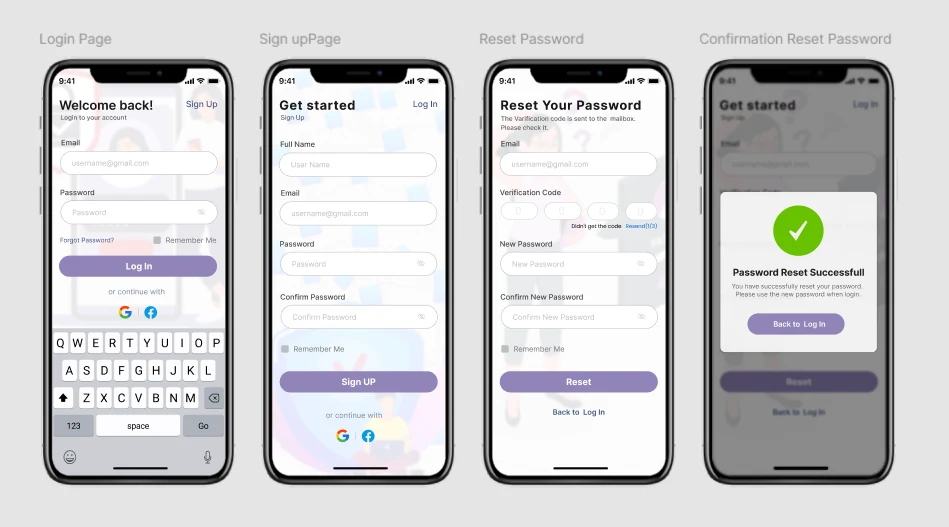 Login Page
9:41
Welcome back!
Sign Up
Login to your account
Email
username@gmail.com
Password
Password
Forgot Password?
Remember Me
Log In
or continue with
Q W E R T Y U I O P
A S D F G H J K L
Z X C V B N M
123
space
Go
Sign upPage
9:41
Get started
Log In
Sign Up
Full Name
User Name
Email
username@gmail.com
Password
Password
Confirm Password
Confirm Password
Remember Me
Sign UP
or continue with
Reset Password
9:41
Reset Your Password
The Varification code is sent to the mailbox.
Please check it.
Email
username@gmail.com
Verification Code
0 0 0 0
Didn't get the code Resend(1/3)
New Password
New Password
Confirm New Password
Confirm New Password
Remember Me
Reset
Back to Log In
Confirmation Reset Password
9:41
Get started
Log In
Sign Up
Email
username@gmail.com
Verification Code
Password Reset Successfull
You have successfully reset your password.
Please use the new password when login.
Back to Log In
Reset
Back to Log In